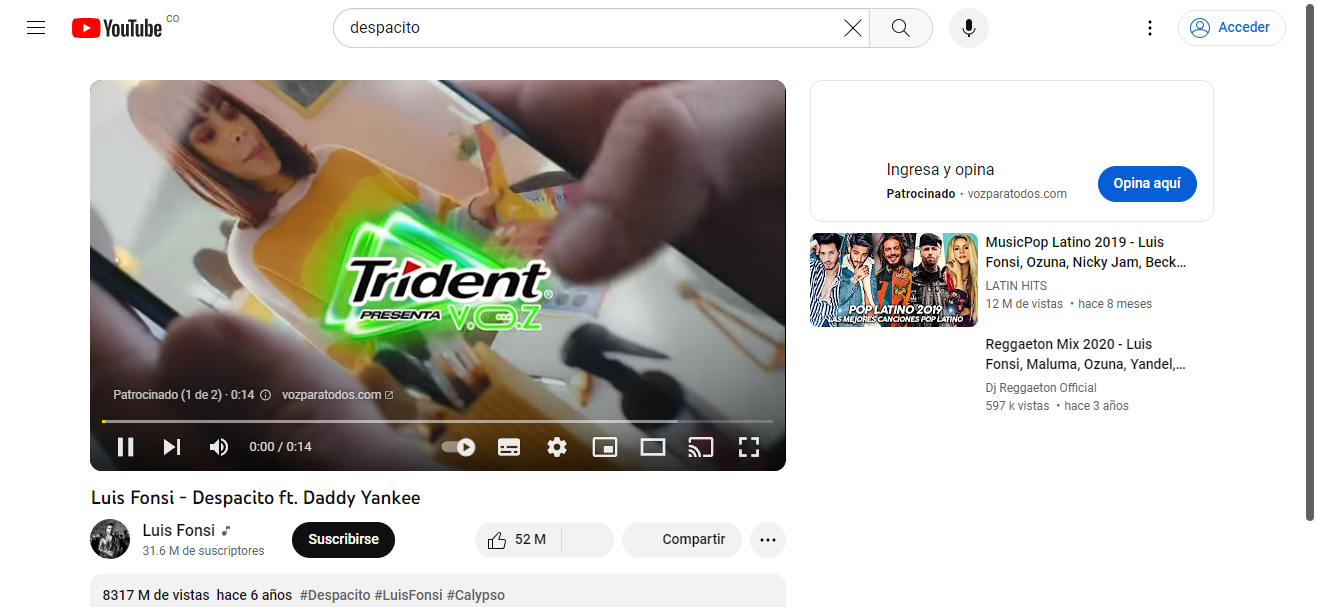 YouTube CO
despacito
Acceder
Trident®
PRESENTA V.O.Z
Patrocinado (1 de 2) · 0:14 vozparatodos.com
0:00 / 0:14
Luis Fonsi - Despacito ft. Daddy Yankee
Luis Fonsi
31.6 M de suscriptores
Suscribirse
52 M
Compartir
8317 M de vistas hace 6 años #Despacito #LuisFonsi #Calypso
Ingresa y opina
Patrocinado · vozparatodos.com
Opina aquí
POP LATINO 2019
LAS MEJORES CANCIONES POP LATINO
MusicPop Latino 2019 - Luis
Fonsi, Ozuna, Nicky Jam, Beck...
LATIN HITS
12 M de vistas • hace 8 meses
Reggaeton Mix 2020 - Luis
Fonsi, Maluma, Ozuna, Yandel,...
Dj Reggaeton Official
597 k vistas • hace 3 años